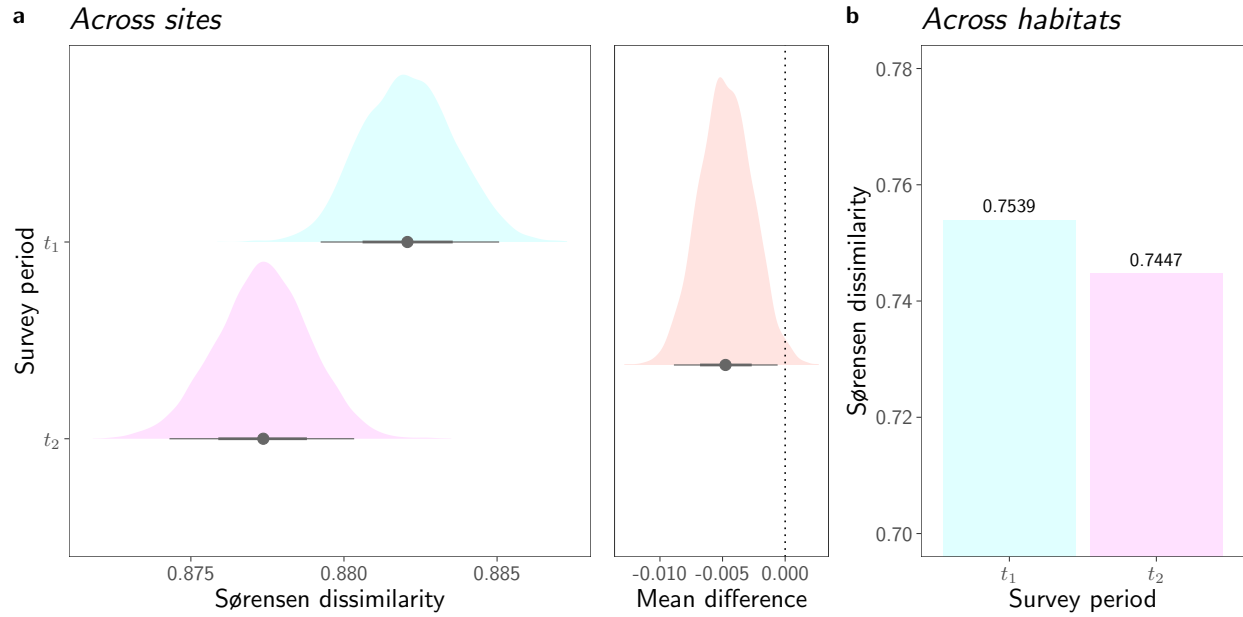 a
Across sites
Survey period
t1
t2
0.875
0.880
0.885
Sørensen dissimilarity
-0.010
-0.005
0.000
Mean difference
b
Across habitats
Sørensen dissimilarity
0.78
0.76
0.74
0.72
0.70
0.7539
0.7447
t1
t2
Survey period